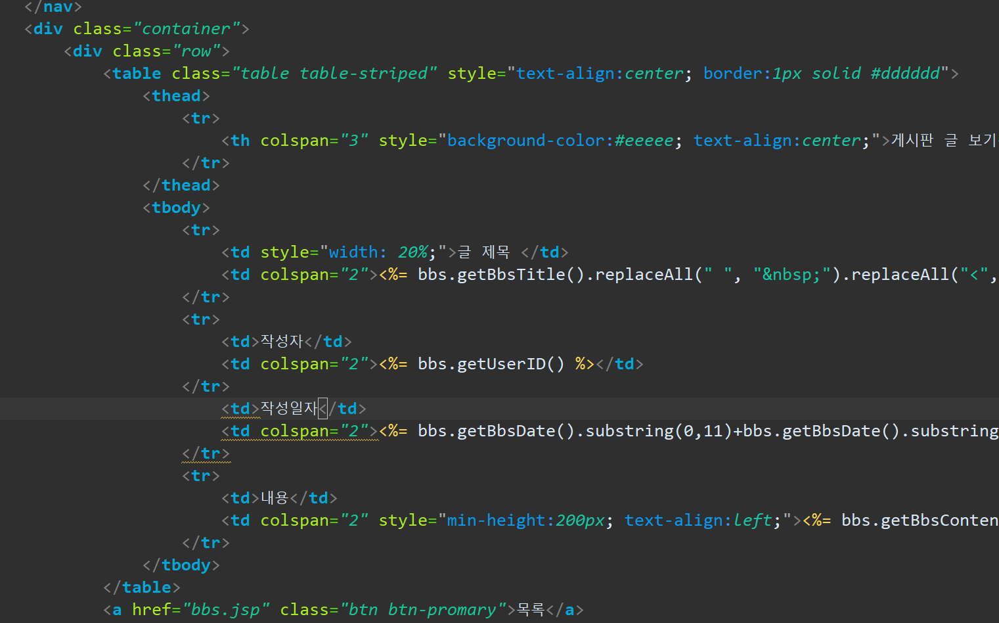 </nav>
<div class="container">
<div class="row">
<table class="table table-striped" style="text-align:center; border:1px solid #dddddd">
<thead>
<tr>
<th colspan="3" style="background-color:#eeeee; text-align:center;">게시판 글 보기
</tr>
</thead>
<tbody>
<tr>
<td style="width: 20%;">글 제목 </td>
<td colspan="2"><%= bbs.getBbsTitle().replaceAll(" ", "&nbsp;").replaceAll("<",
</tr>
<tr>
<td>작성자</td>
<td colspan="2"><%= bbs.getUserID() %></td>
</tr>
<td>작성일자</td>
<td colspan="2"><%= bbs.getBbsDate().substring(0,11)+bbs.getBbsDate().substring
</tr>
<tr>
<td>내용</td>
<td colspan="2" style="min-height:200px; text-align:left;"><%= bbs.getBbsConten
</tr>
</tbody>
</table>
<a href="bbs.jsp" class="btn btn-promary">목록</a>